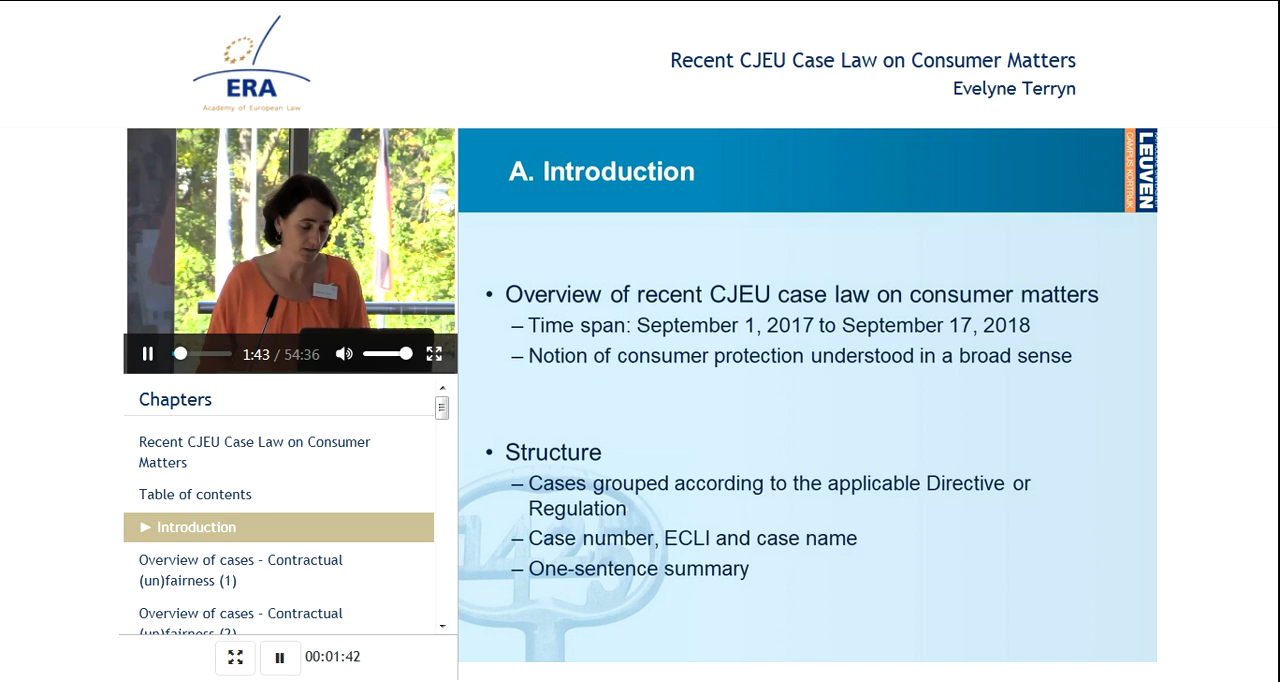 ERA
Academy of European Law
Recent CJEU Case Law on Consumer Matters
Evelyne Terryn
1:43 / 54:36
Chapters
Recent CJEU Case Law on Consumer
Matters
Table of contents
► Introduction
Overview of cases - Contractual
(un)fairness (1)
Overview of cases - Contractual
(un)fairness (2)
00:01:42
A. Introduction
LEUVEN
CAMPUS KORTRIJK
• Overview of recent CJEU case law on consumer matters
– Time span: September 1, 2017 to September 17, 2018
– Notion of consumer protection understood in a broad sense
• Structure
– Cases grouped according to the applicable Directive or
Regulation
– Case number, ECLI and case name
– One-sentence summary
1425